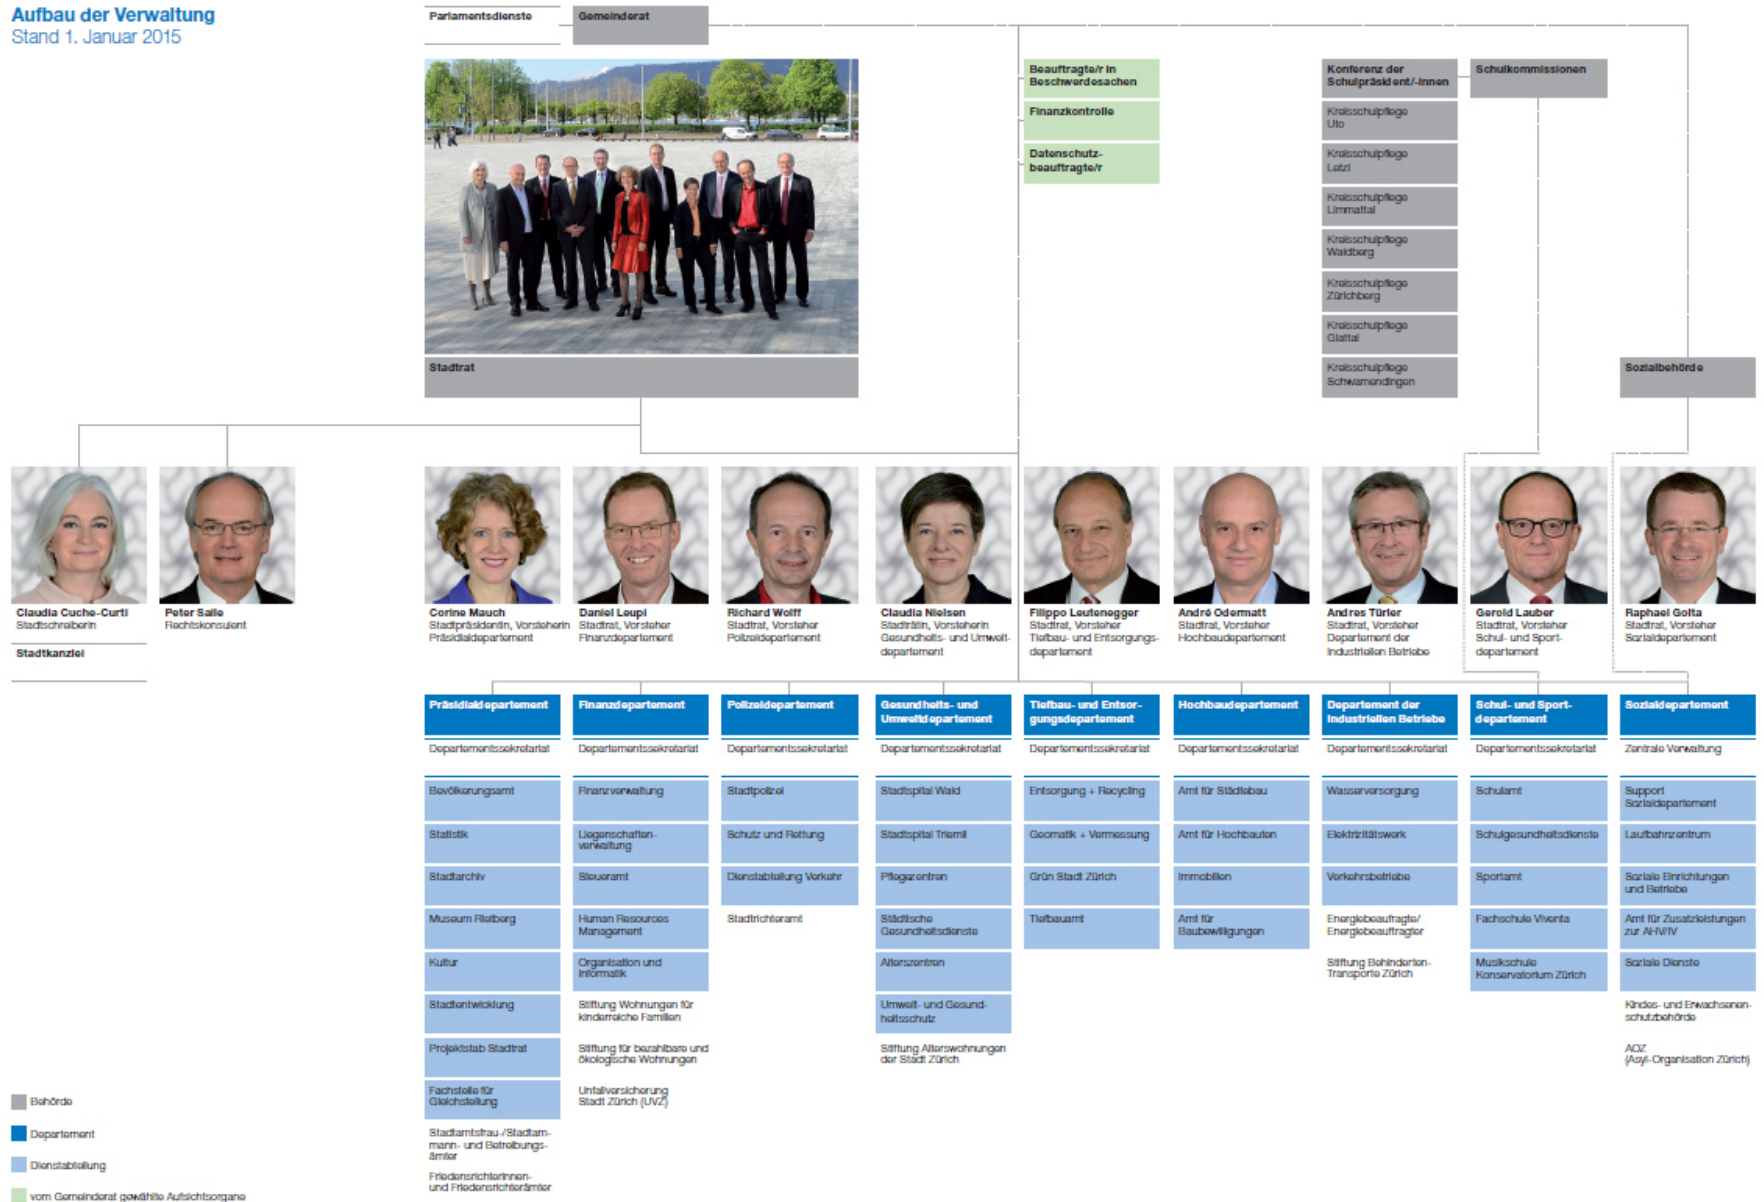 Aufbau der Verwaltung
Stand 1. Januar 2015
Parlamentsdienste
Gemeinderat
Beauftragte/r in
Beschwerdesachen
Finanzkontrolle
Datenschutz-
beauftragte/r
Konferenz der
Schulpräsident/-innen
Schulkommissionen
Kreisschulpflege
Uto
Kreisschulpflege
Letzi
Kreisschulpflege
Limmattal
Kreisschulpflege
Waidberg
Kreisschulpflege
Zürichberg
Kreisschulpflege
Glattal
Kreisschulpflege
Schwamendingen
Stadtrat
Sozialbehörde
Claudia Cuche-Curti
Stadtschreiberin
Stadtkanzlei
Peter Saile
Rechtskonsulent
Corine Mauch
Stadtpräsidentin, Vorsteherin
Präsidialdepartement
Daniel Leupi
Stadtrat, Vorsteher
Finanzdepartement
Richard Wolff
Stadtrat, Vorsteher
Polizeidepartement
Claudia Nielsen
Stadträtin, Vorsteherin
Gesundheits- und Umwelt-
departement
Filippo Leutenegger
Stadtrat, Vorsteher
Tiefbau- und Entsorgungs-
departement
André Odermatt
Stadtrat, Vorsteher
Hochbaudepartement
Andres Türler
Stadtrat, Vorsteher
Departement der
Industriellen Betriebe
Gerold Lauber
Stadtrat, Vorsteher
Schul- und Sport-
departement
Raphael Golta
Stadtrat, Vorsteher
Sozialdepartement
Präsidialdepartement
Departementssekretariat
Bevölkerungsamt
Statistik
Stadtarchiv
Museum Rietberg
Kultur
Stadtentwicklung
Projektstab Stadtrat
Fachstelle für
Gleichstellung
Stadtamtsfrau-/Stadtam-
mann- und Betreibungs-
ämter
Friedensrichterinnen-
und Friedensrichterämter
Finanzdepartement
Departementssekretariat
Finanzverwaltung
Liegenschaften-
verwaltung
Steueramt
Human Resources
Management
Organisation und
Informatik
Stiftung Wohnungen für
kinderreiche Familien
Stiftung für bezahlbare und
ökologische Wohnungen
Unfallversicherung
Stadt Zürich (UVZ)
Polizeidepartement
Departementssekretariat
Stadtpolizei
Schutz und Rettung
Dienstabteilung Verkehr
Stadtrichteramt
Gesundheits- und
Umweltdepartement
Departementssekretariat
Stadtspital Waid
Stadtspital Triemli
Pflegezentren
Städtische
Gesundheitsdienste
Alterszentren
Umwelt- und Gesund-
heitsschutz
Stiftung Alterswohnungen
der Stadt Zürich
Tiefbau- und Entsor-
gungsdepartement
Departementssekretariat
Entsorgung + Recycling
Geomatik + Vermessung
Grün Stadt Zürich
Tiefbauamt
Hochbaudepartement
Departementssekretariat
Amt für Städtebau
Amt für Hochbauten
Immobilien
Amt für
Baubewilligungen
Departement der
Industriellen Betriebe
Departementssekretariat
Wasserversorgung
Elektrizitätswerk
Verkehrsbetriebe
Energiebeauftragte/
Energiebeauftragter
Stiftung Behinderten-
Transporte Zürich
Schul- und Sport-
departement
Departementssekretariat
Schulamt
Schulgesundheitsdienste
Sportamt
Fachschule Viventa
Musikschule
Konservatorium Zürich
Sozialdepartement
Zentrale Verwaltung
Support
Sozialdepartement
Laufbahnzentrum
Soziale Einrichtungen
und Betriebe
Amt für Zusatzleistungen
zur AHV/IV
Soziale Dienste
Kindes- und Erwachsenen-
schutzbehörde
AOZ
(Asyl-Organisation Zürich)
Behörde
Departement
Dienstabteilung
vom Gemeinderat gewählte Aufsichtsorgane